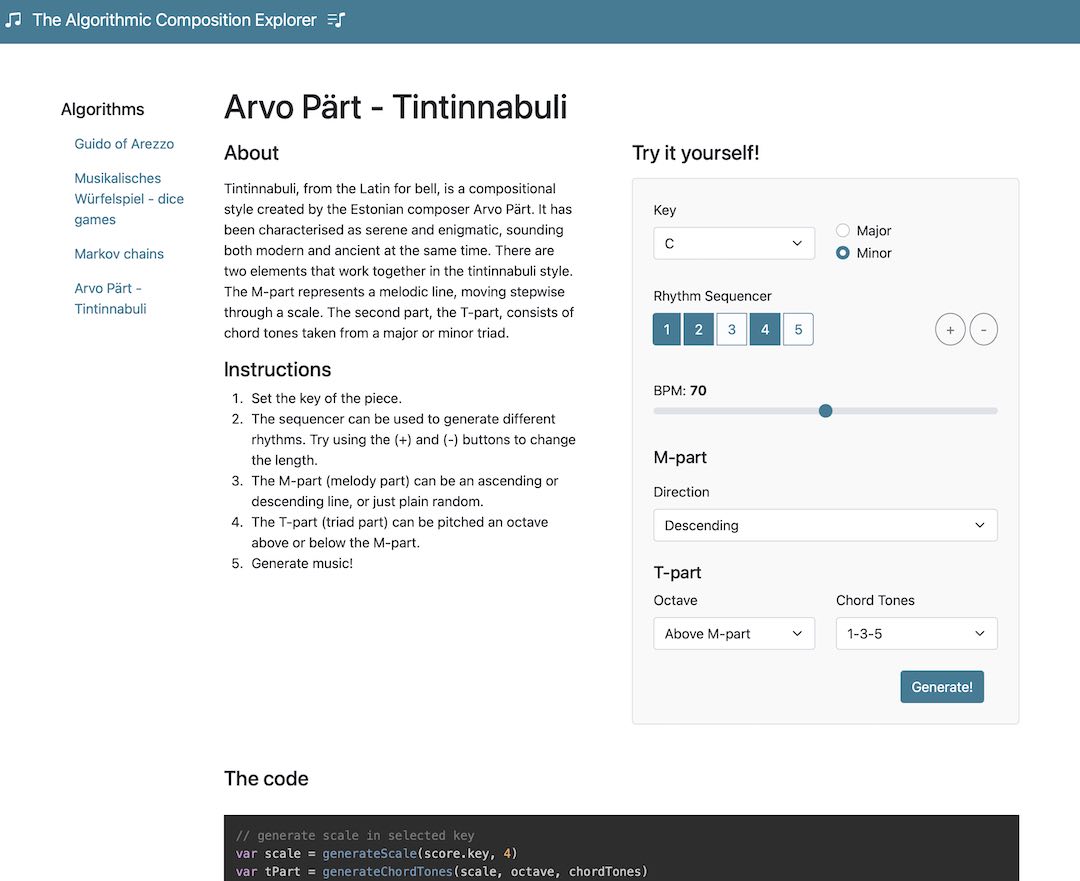 The Algorithmic Composition Explorer
Algorithms
Guido of Arezzo
Musikalisches
Würfelspiel - dice
games
Markov chains
Arvo Pärt -
Tintinnabuli
Arvo Pärt - Tintinnabuli
About
Tintinnabuli, from the Latin for bell, is a compositional
style created by the Estonian composer Arvo Pärt. It has
been characterised as serene and enigmatic, sounding
both modern and ancient at the same time. There are
two elements that work together in the tintinnabuli style.
The M-part represents a melodic line, moving stepwise
through a scale. The second part, the T-part, consists of
chord tones taken from a major or minor triad.
Instructions
1. Set the key of the piece.
2. The sequencer can be used to generate different
rhythms. Try using the (+) and (-) buttons to change
the length.
3. The M-part (melody part) can be an ascending or
descending line, or just plain random.
4. The T-part (triad part) can be pitched an octave
above or below the M-part.
5. Generate music!
Try it yourself!
Key
C
Major
Minor
Rhythm Sequencer
1 2 3 4 5 + -
BPM: 70
M-part
Direction
Descending
T-part
Octave Chord Tones
Above M-part 1-3-5
Generate!
The code
// generate scale in selected key
var scale = generateScale(score.key, 4)
var tPart = generateChordTones(scale, octave, chordTones)